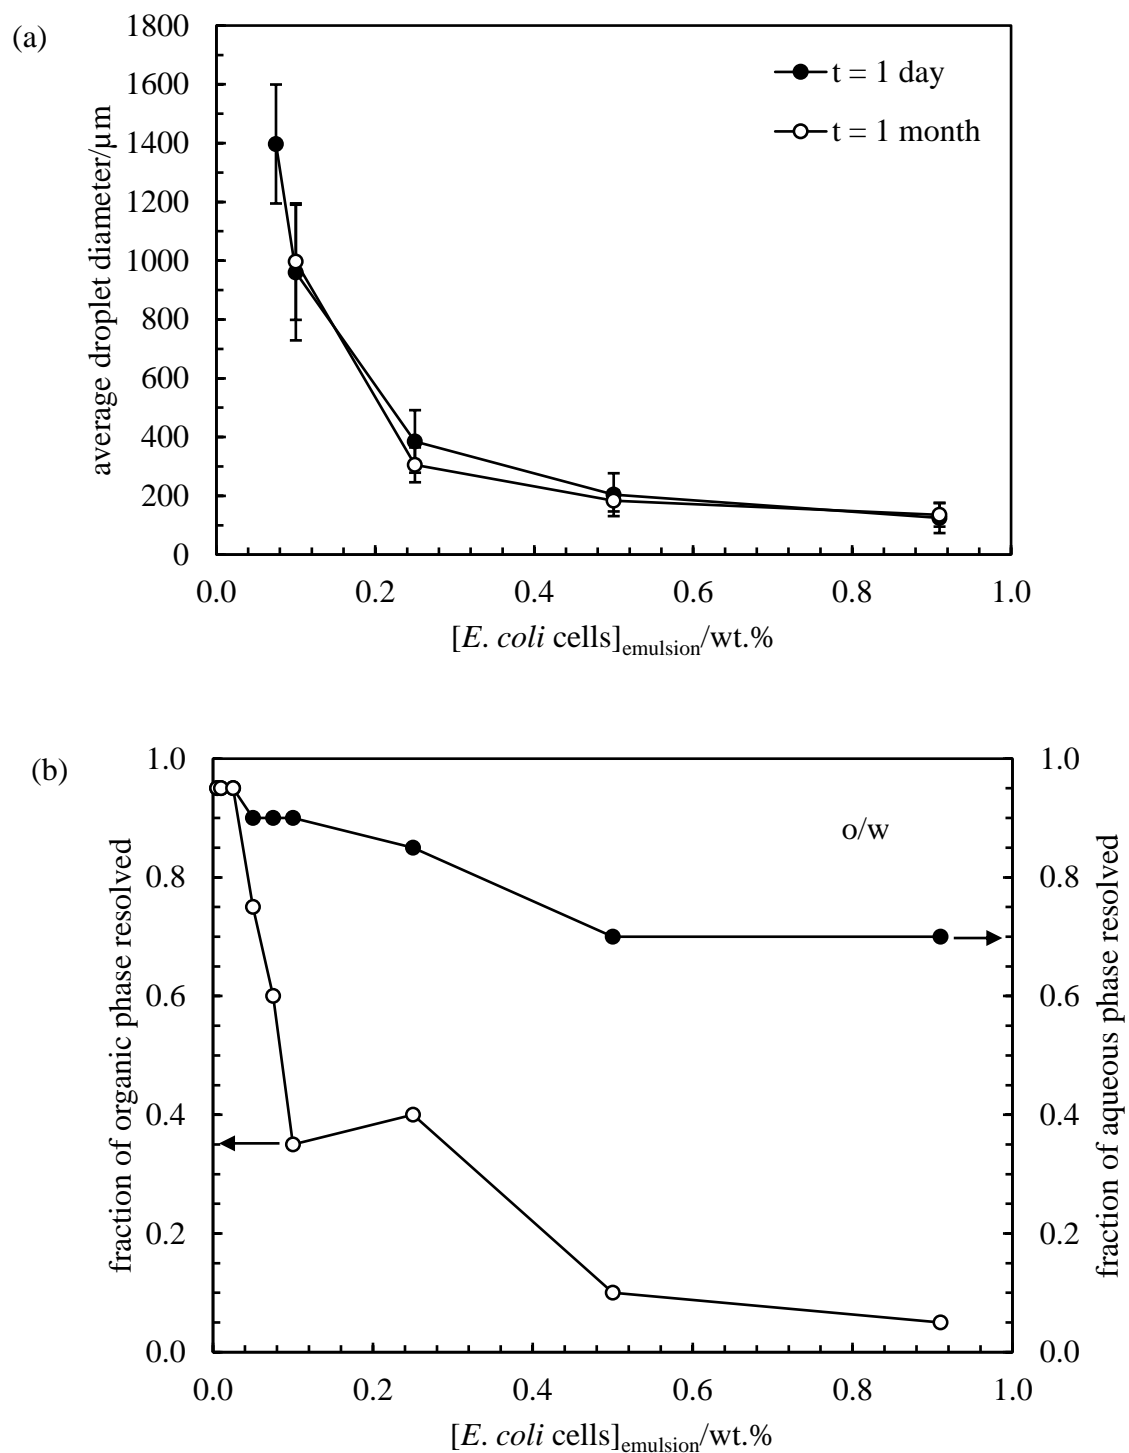 (a)
1800
1600
1400
1200
1000
800
600
400
200
0
average droplet diameter/µm
t = 1 day
t = 1 month
0.0 0.2 0.4 0.6 0.8 1.0
[E. coli cells]emulsion/wt.%
(b)
1.0
0.8
0.6
0.4
0.2
0.0
fraction of organic phase resolved
o/w
1.0
0.8
0.6
0.4
0.2
0.0
fraction of aqueous phase resolved
0.0 0.2 0.4 0.6 0.8 1.0
[E. coli cells]emulsion/wt.%